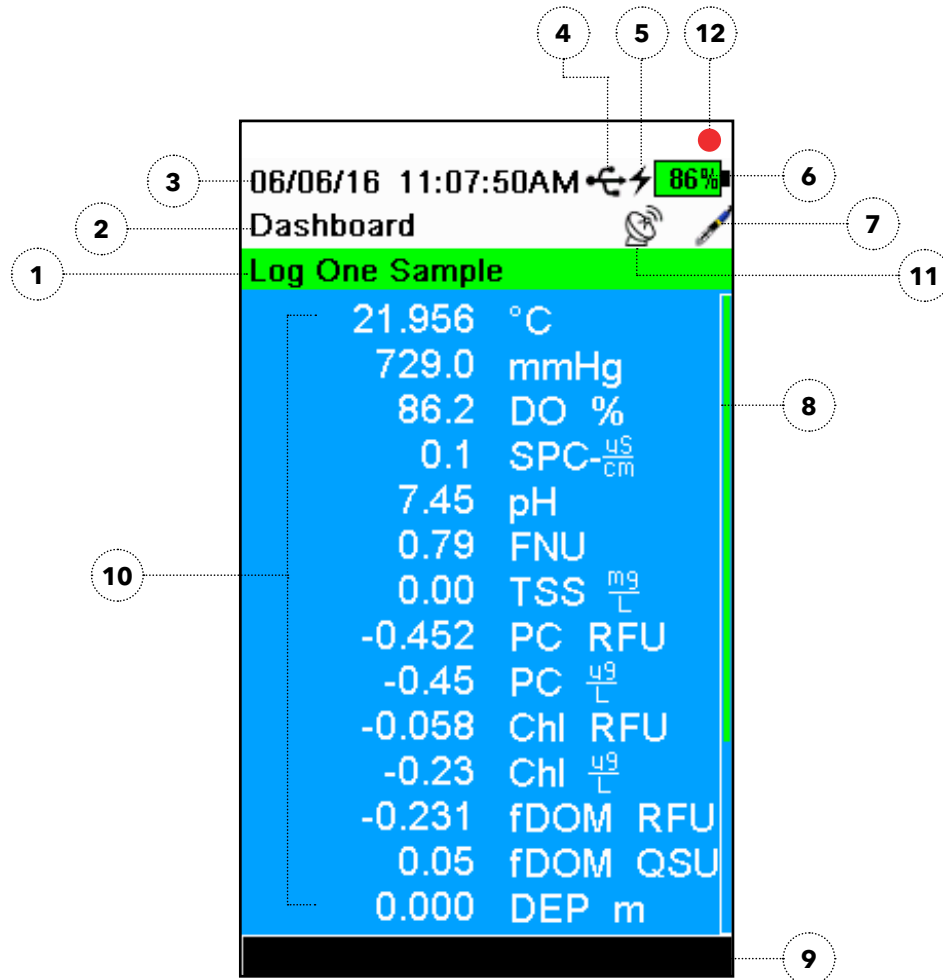 4 5 12
3 06/06/16 11:07:50AM 86% 6
2 Dashboard 7
1 Log One Sample 11
21.956 °C
729.0 mmHg
86.2 DO % 8
0.1 SPC-uS/cm
7.45 pH
0.79 FNU
10 0.00 TSS mg/L
-0.452 PC RFU
-0.45 PC ug/L
-0.058 Chl RFU
-0.23 Chl ug/L
-0.231 fDOM RFU
0.05 fDOM QSU
0.000 DEP m
9